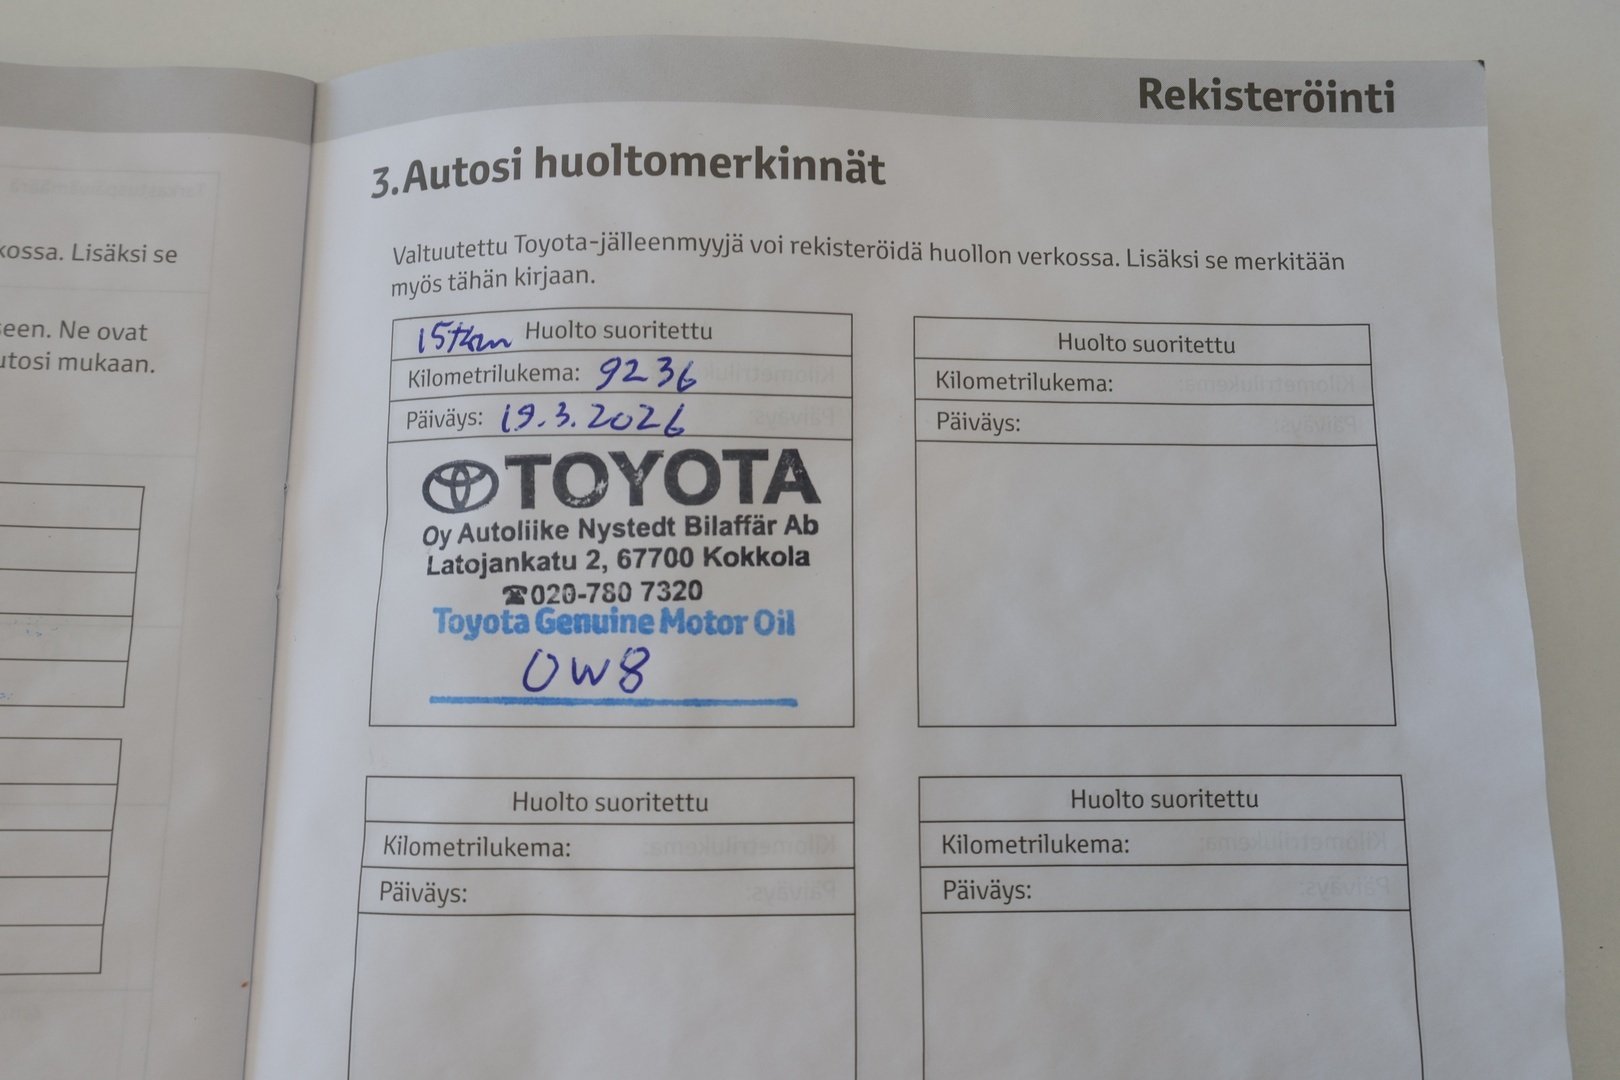 kossa. Lisäksi se
seen. Ne ovat
utosi mukaan.
Rekisteröinti
3.Autosi huoltomerkinnät
Valtuutettu Toyota-jälleenmyyjä voi rekisteröidä huollon verkossa. Lisäksi se merkitään
myös tähän kirjaan.
15tkm Huolto suoritettu
Kilometrilukema: 9236
Päiväys: 19.3.2026
TOYOTA
Oy Autoliike Nystedt Bilaffär Ab
Latojankatu 2, 67700 Kokkola
☎020-780 7320
Toyota Genuine Motor Oil
0W8
Huolto suoritettu
Kilometrilukema:
Päiväys:
Huolto suoritettu
Kilometrilukema:
Päiväys:
Huolto suoritettu
Kilometrilukema:
Päiväys: